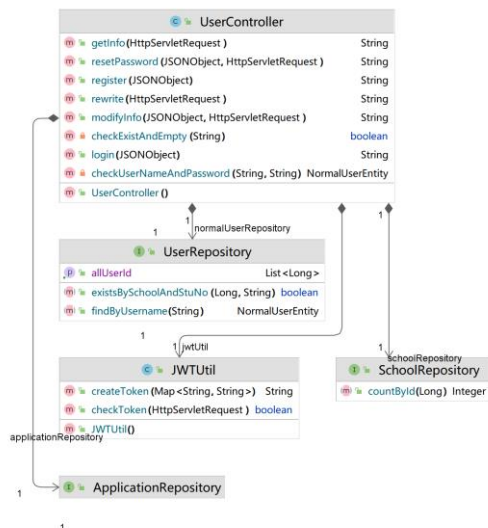 UserController
getInfo(HttpServletRequest ) String
resetPassword (JSONObject, HttpServletRequest ) String
register(JSONObject) String
rewrite(HttpServletRequest ) String
modifyInfo(JSONObject, HttpServletRequest ) String
checkExistAndEmpty (String) boolean
login(JSONObject) String
checkUserNameAndPassword (String, String) NormalUserEntity
UserController ()
1
1
1
normalUserRepository
UserRepository
allUserId List<Long>
existsBySchoolAndStuNo (Long, String) boolean
findByUsername(String) NormalUserEntity
1
1
jwtUtil
1
schoolRepository
JWTUtil
createToken (Map <String, String>) String
checkToken (HttpServletRequest ) boolean
JWTUtil()
SchoolRepository
countById(Long) Integer
applicationRepository
1
ApplicationRepository
1